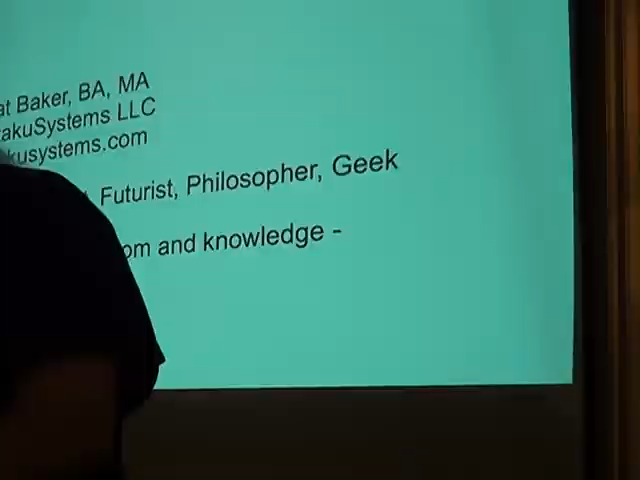 at Baker, BA, MA
akuSystems LLC
kusystems.com
Futurist, Philosopher, Geek
om and knowledge -